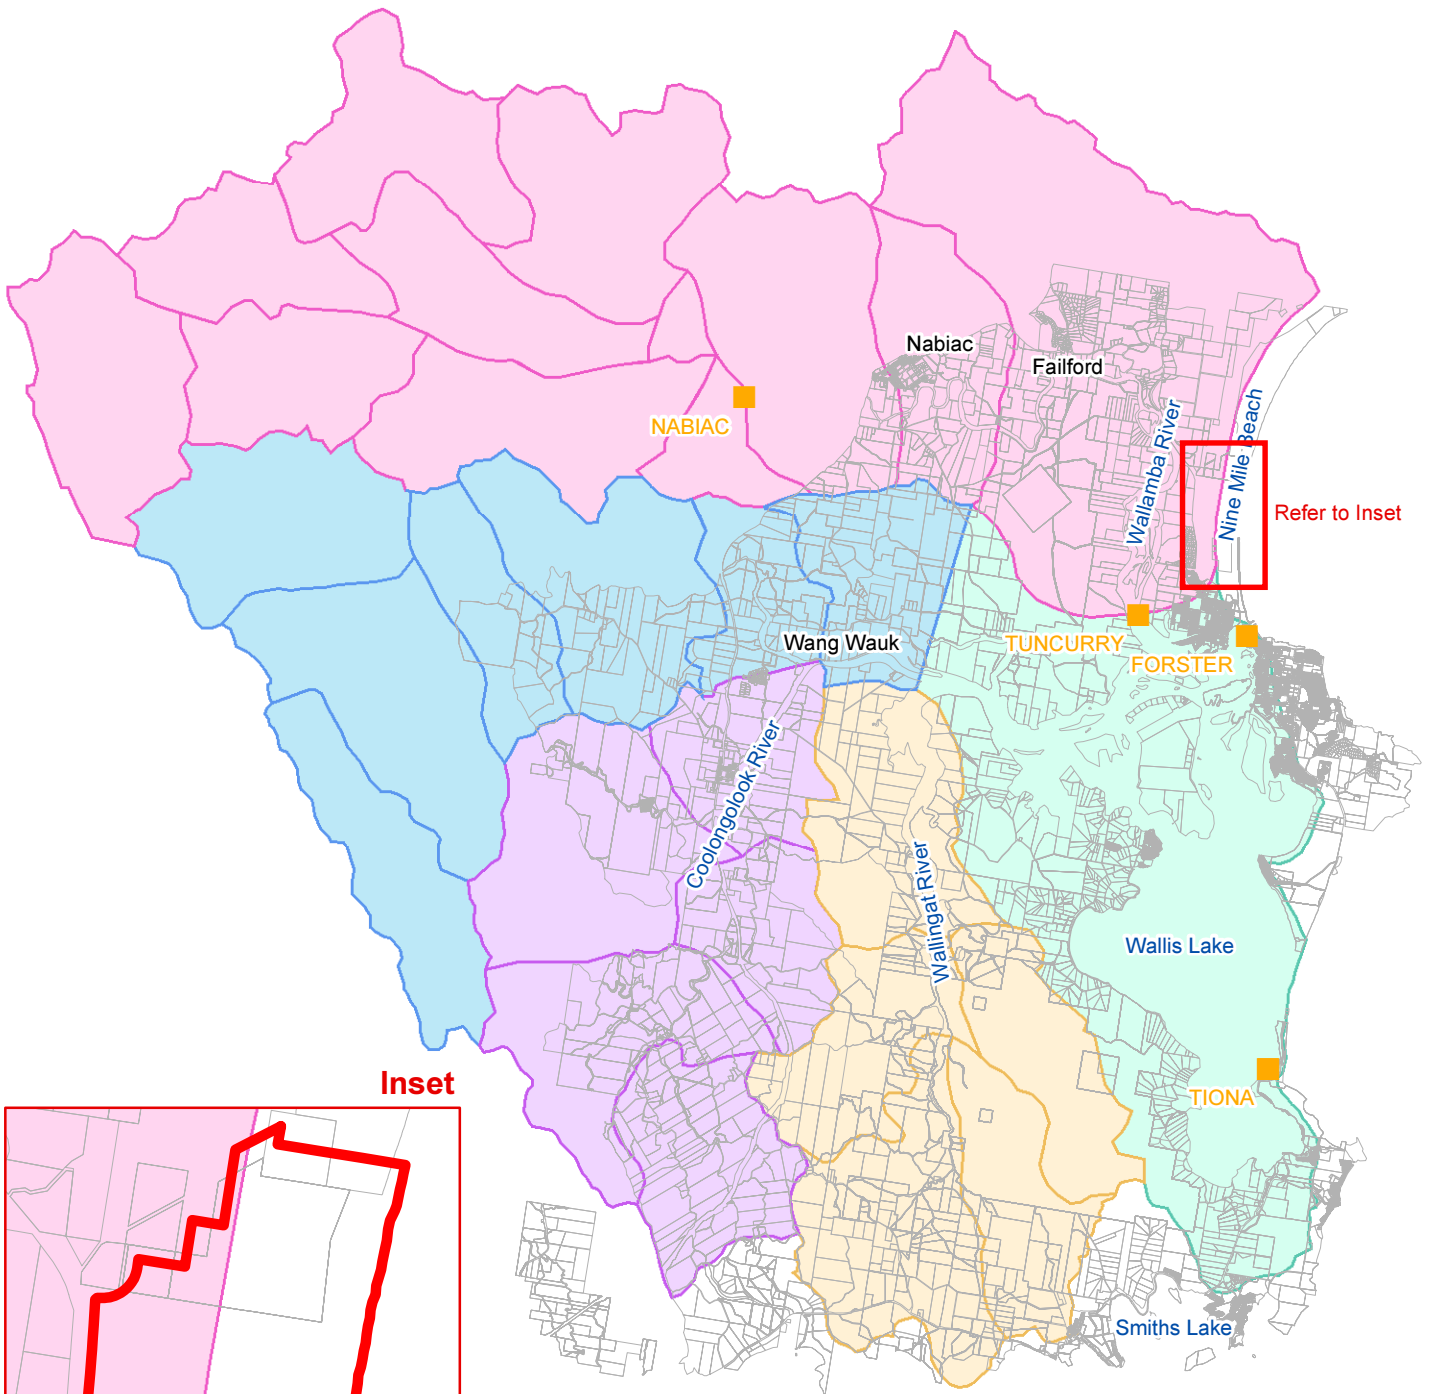 Nabiac
Failford
NABIAC
Wallamba River
Nine Mile Beach
Refer to Inset
Wang Wauk
TUNCURRY
FORSTER
Coolongolook River
Wallingat River
Wallis Lake
Inset
TIONA
Smiths Lake